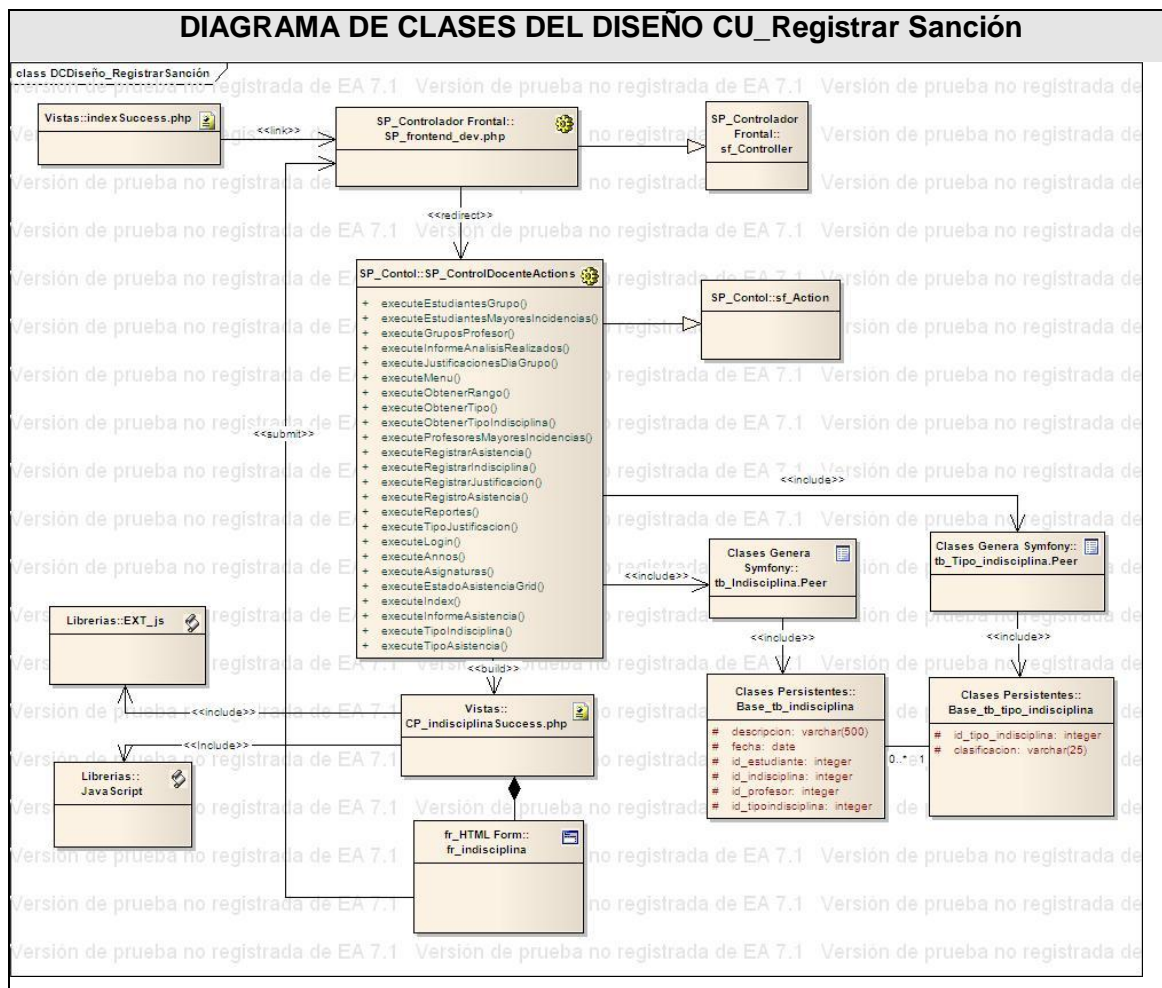 DIAGRAMA DE CLASES DEL DISEÑO CU_Registrar Sanción
class DCDiseño_RegistrarSanción
Vistas::indexSuccess.php
<<link>>
SP_Controlador Frontal::
SP_frontend_dev.php
SP_Controlador
Frontal::
sf_Controller
<<redirect>>
SP_Contol::SP_ControlDocenteActions
+ executeEstudiantesGrupo()
+ executeEstudiantesMayoresIncidencias()
+ executeGruposProfesor()
+ executeInformeAnalisisRealizados()
+ executeJustificacionesDiaGrupo()
+ executeMenu()
+ executeObtenerRango()
+ executeObtenerTipo()
+ executeObtenerTipoIndisciplina()
+ executeProfesoresMayoresIncidencias()
+ executeRegistrarAsistencia()
+ executeRegistrarIndisciplina()
+ executeRegistrarJustificacion()
+ executeRegistroAsistencia()
+ executeReportes()
+ executeTipoJustificacion()
+ executeLogin()
+ executeAnnos()
+ executeAsignaturas()
+ executeEstadoAsistenciaGrid()
+ executeIndex()
+ executeInformeAsistencia()
+ executeTipoIndisciplina()
+ executeTipoAsistencia()
SP_Contol::sf_Action
<<submit>>
<<include>>
<<include>>
Clases Genera
Symfony::
tb_Indisciplina.Peer
Clases Genera Symfony::
tb_Tipo_indisciplina.Peer
<<include>>
<<include>>
Librerias::EXT_js
<<build>>
<<include>>
Vistas::
CP_indisciplinaSuccess.php
<<Include>>
Librerias::
JavaScript
Clases Persistentes::
Base_tb_indisciplina
# descripcion: varchar(500)
# fecha: date
# id_estudiante: integer
# id_indisciplina: integer
# id_profesor: integer
# id_tipoindisciplina: integer
0..*
1
Clases Persistentes::
Base_tb_tipo_indisciplina
# id_tipo_indisciplina: integer
# clasificacion: varchar(25)
fr_HTML Form::
fr_indisciplina
Versión de prueba no registrada de EA 7.1